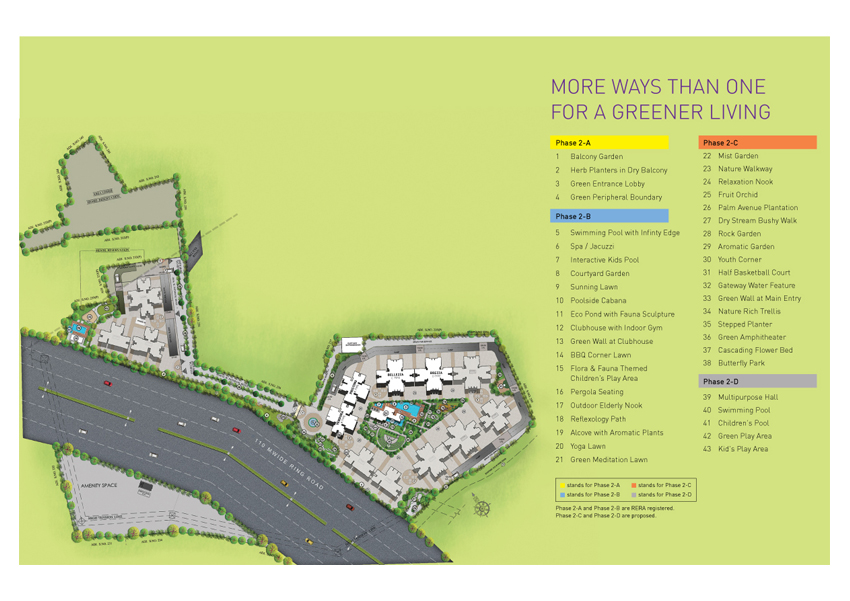 MORE WAYS THAN ONE
FOR A GREENER LIVING
Phase 2-A
1 Balcony Garden
2 Herb Planters in Dry Balcony
3 Green Entrance Lobby
4 Green Peripheral Boundary
Phase 2-B
5 Swimming Pool with Infinty Edge
6 Spa / Jacuzzi
7 Interactive Kids Pool
8 Courtyard Garden
9 Sunning Lawn
10 Poolside Cabana
11 Eco Pond with Fauna Sculpture
12 Clubhouse with Indoor Gym
13 Green Wall at Clubhouse
14 BBQ Corner Lawn
15 Flora & Fauna Themed
Children's Play Area
16 Pergola Seating
17 Outdoor Elderly Nook
18 Reflexology Path
19 Alcove with Aromatic Plants
20 Yoga Lawn
21 Green Meditation Lawn
Phase 2-C
22 Mist Garden
23 Nature Walkway
24 Relaxation Nook
25 Fruit Orchid
26 Palm Avenue Plantation
27 Dry Stream Bushy Walk
28 Rock Garden
29 Aromatic Garden
30 Youth Corner
31 Half Basketball Court
32 Gateway Water Feature
33 Green Wall at Main Entry
34 Nature Rich Trellis
35 Stepped Planter
36 Green Amphitheater
37 Cascading Flower Bed
38 Butterfly Park
Phase 2-D
39 Multipurpose Hall
40 Swimming Pool
41 Children's Pool
42 Green Play Area
43 Kid's Play Area
stands for Phase 2-A
stands for Phase 2-C
stands for Phase 2-B
stands for Phase 2-D
Phase 2-A and Phase 2-B are RERA registered.
Phase 2-C and Phase 2-D are proposed.
110 MWIDE RING ROAD
AMENITY SPACE